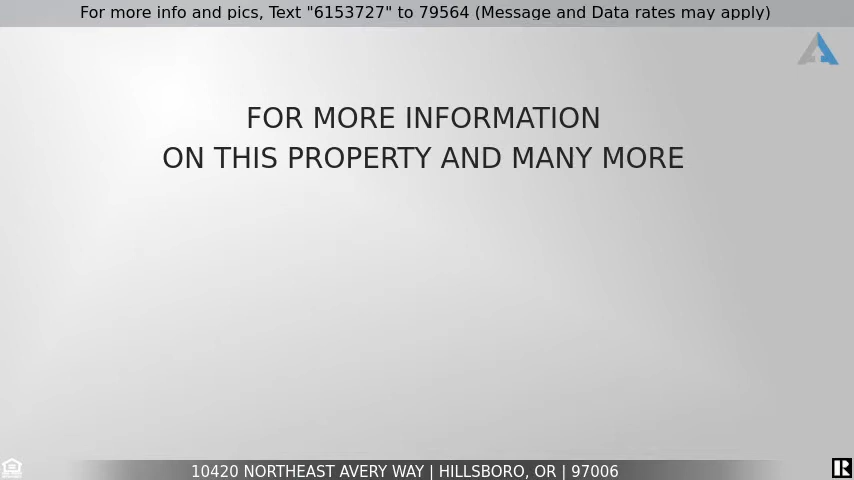 For more info and pics, Text "6153727" to 79564 (Message and Data rates may apply)
FOR MORE INFORMATION
ON THIS PROPERTY AND MANY MORE
10420 NORTHEAST AVERY WAY | HILLSBORO, OR | 97006